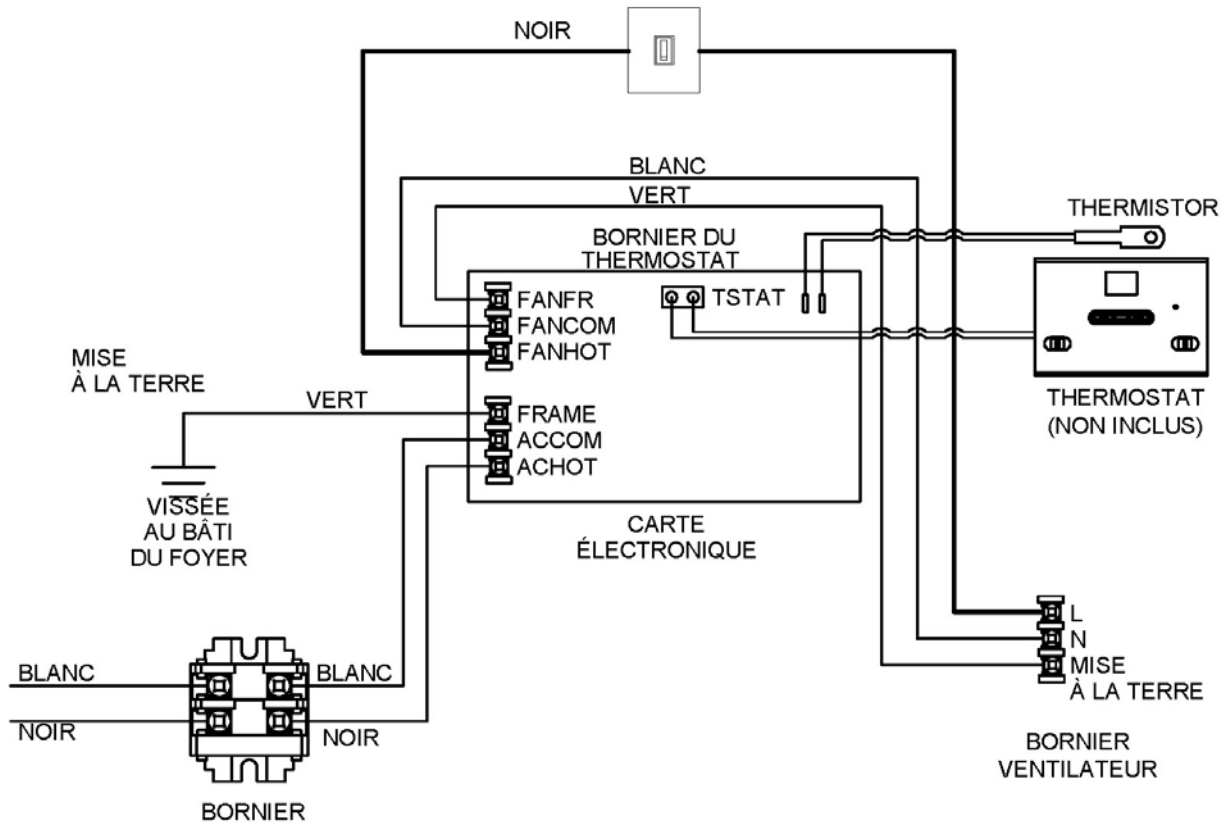 NOIR
BLANC
VERT
THERMISTOR
BORNIER DU
THERMOSTAT
TSTAT
FANFR
FANCOM
FANHOT
MISE
À LA TERRE
VERT
THERMOSTAT
(NON INCLUS)
FRAME
ACCOM
ACHOT
VISSÉE
AU BÂTI
DU FOYER
CARTE
ÉLECTRONIQUE
L
N
MISE
À LA TERRE
BLANC
BLANC
NOIR
NOIR
BORNIER
VENTILATEUR
BORNIER